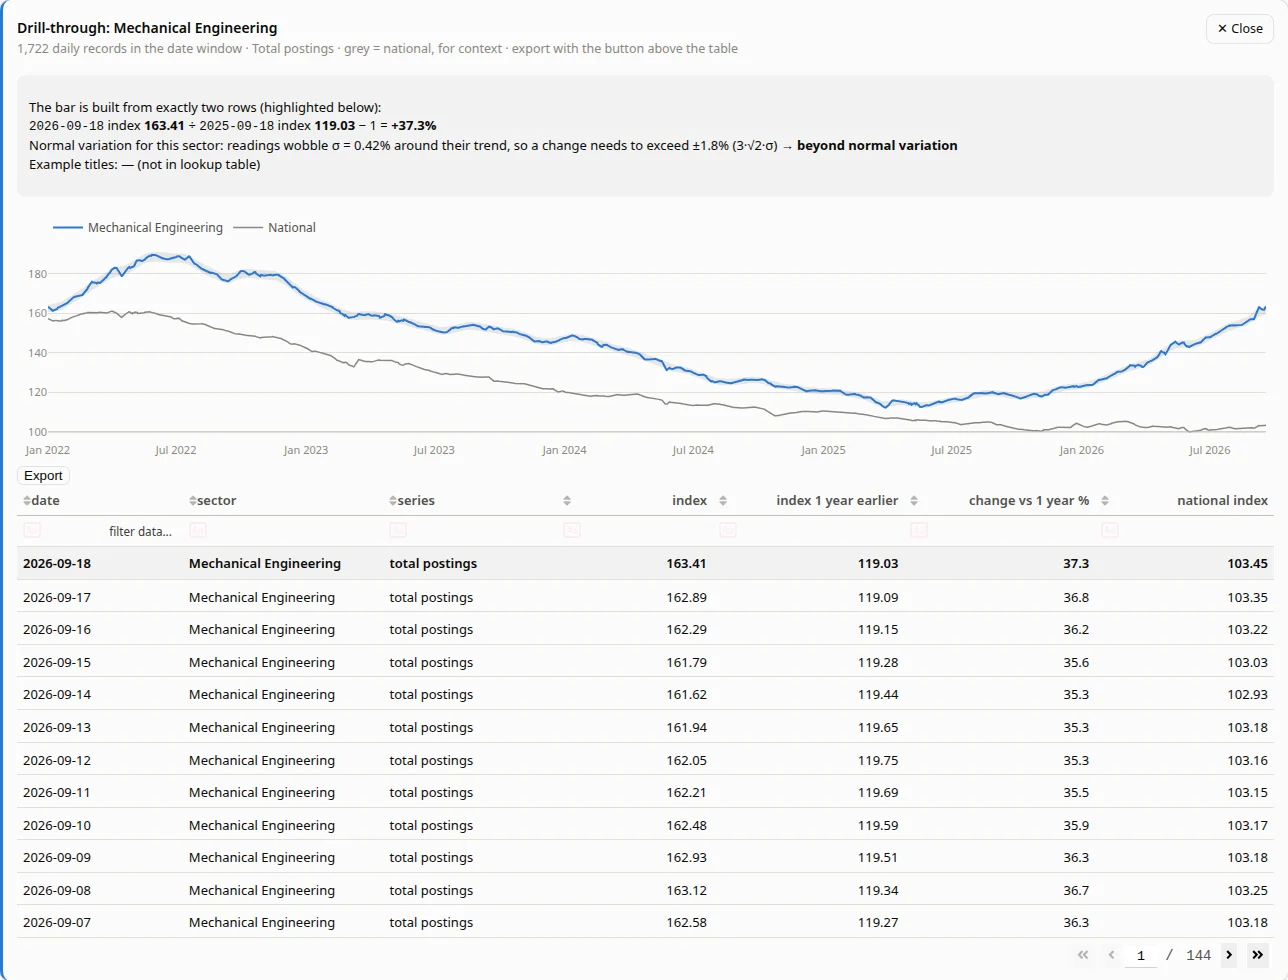 Drill-through: Mechanical Engineering
✕ Close
1,722 daily records in the date window · Total postings · grey = national, for context · export with the button above the table
The bar is built from exactly two rows (highlighted below):
2026-09-18 index 163.41 ÷ 2025-09-18 index 119.03 − 1 = +37.3%
Normal variation for this sector: readings wobble σ = 0.42% around their trend, so a change needs to exceed ±1.8% (3·√2·σ) → beyond normal variation
Example titles: — (not in lookup table)
Mechanical Engineering National
180
160
140
120
100
Jan 2022 Jul 2022 Jan 2023 Jul 2023 Jan 2024 Jul 2024 Jan 2025 Jul 2025 Jan 2026 Jul 2026
Export
date sector series index index 1 year earlier change vs 1 year % national index
filter data...
2026-09-18 Mechanical Engineering total postings 163.41 119.03 37.3 103.45
2026-09-17 Mechanical Engineering total postings 162.89 119.09 36.8 103.35
2026-09-16 Mechanical Engineering total postings 162.29 119.15 36.2 103.22
2026-09-15 Mechanical Engineering total postings 161.79 119.28 35.6 103.03
2026-09-14 Mechanical Engineering total postings 161.62 119.44 35.3 102.93
2026-09-13 Mechanical Engineering total postings 161.94 119.65 35.3 103.18
2026-09-12 Mechanical Engineering total postings 162.05 119.75 35.3 103.16
2026-09-11 Mechanical Engineering total postings 162.21 119.69 35.5 103.15
2026-09-10 Mechanical Engineering total postings 162.48 119.59 35.9 103.17
2026-09-09 Mechanical Engineering total postings 162.93 119.51 36.3 103.18
2026-09-08 Mechanical Engineering total postings 163.12 119.34 36.7 103.25
2026-09-07 Mechanical Engineering total postings 162.58 119.27 36.3 103.18
1 / 144